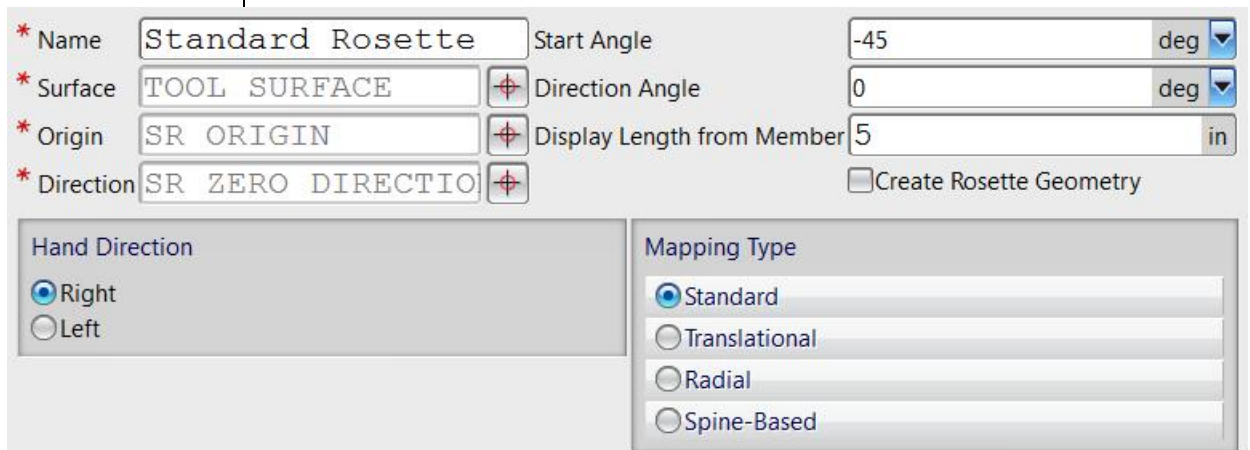 * Name Standard Rosette Start Angle -45 deg
* Surface TOOL SURFACE Direction Angle 0 deg
* Origin SR ORIGIN Display Length from Member 5 in
* Direction SR ZERO DIRECTIO Create Rosette Geometry
Hand Direction
Right
Left
Mapping Type
Standard
Translational
Radial
Spine-Based